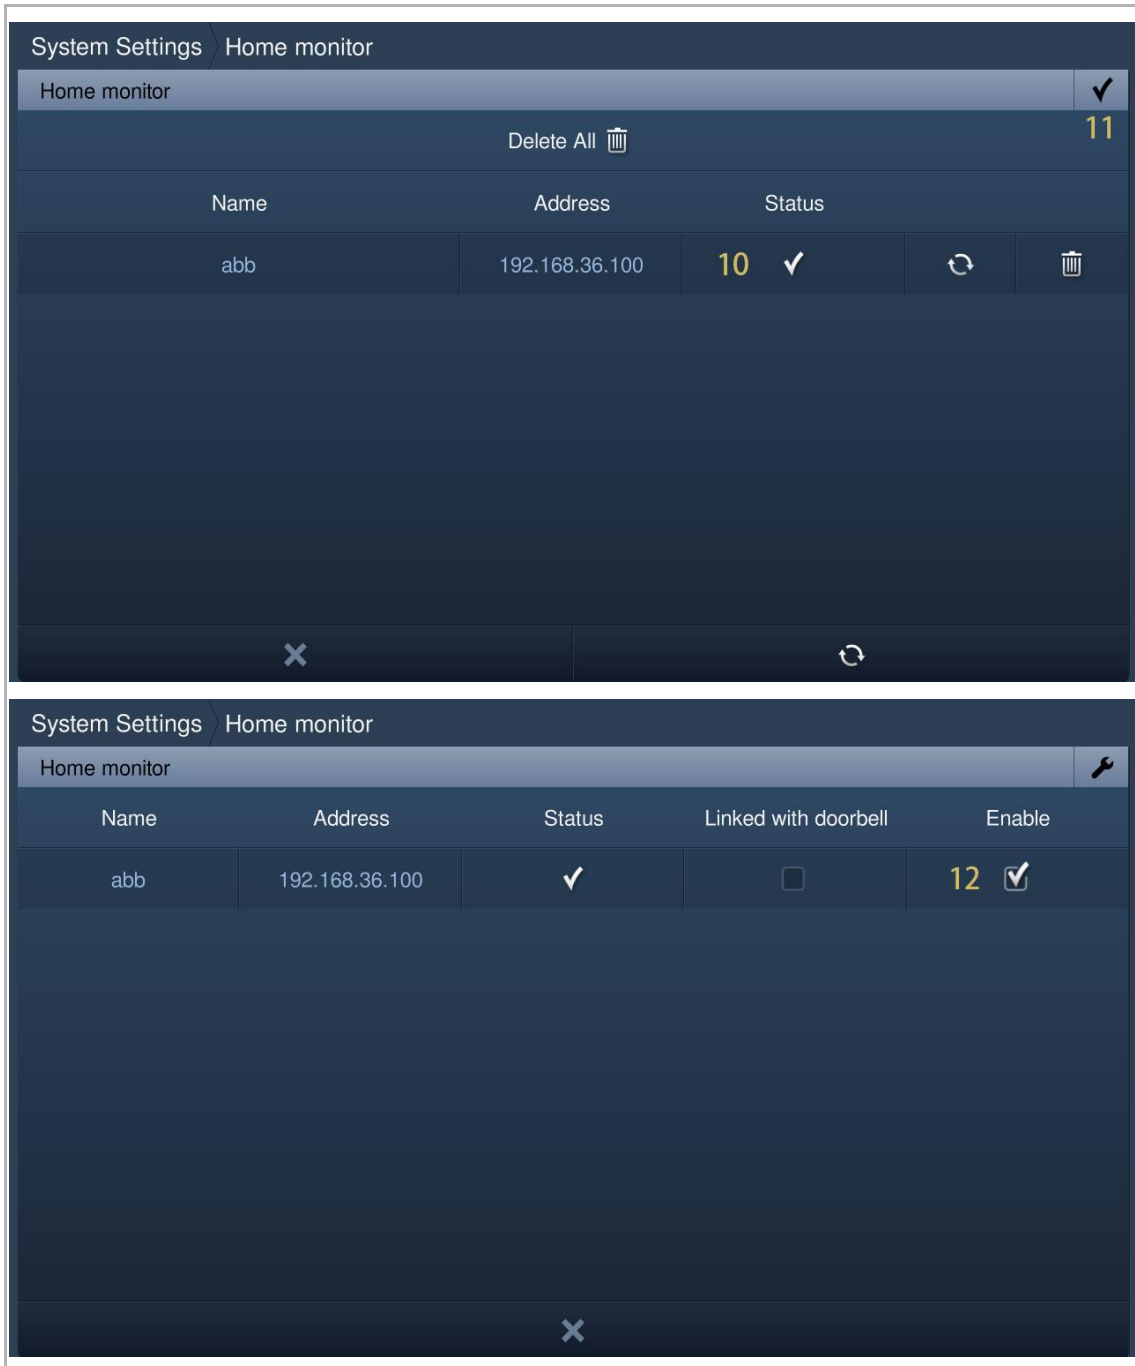 System Settings Home monitor
Home monitor
11
Delete All
Name Address Status
abb 192.168.36.100 10
System Settings Home monitor
Home monitor
Name Address Status Linked with doorbell Enable
abb 192.168.36.100 12